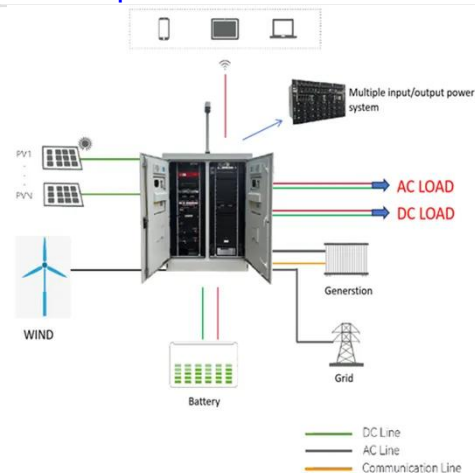 Multiple input/output power
system
PV1
PVN
AC LOAD
DC LOAD
Generstion
WIND
Grid
Battery
DC Line
AC Line
Communication Line